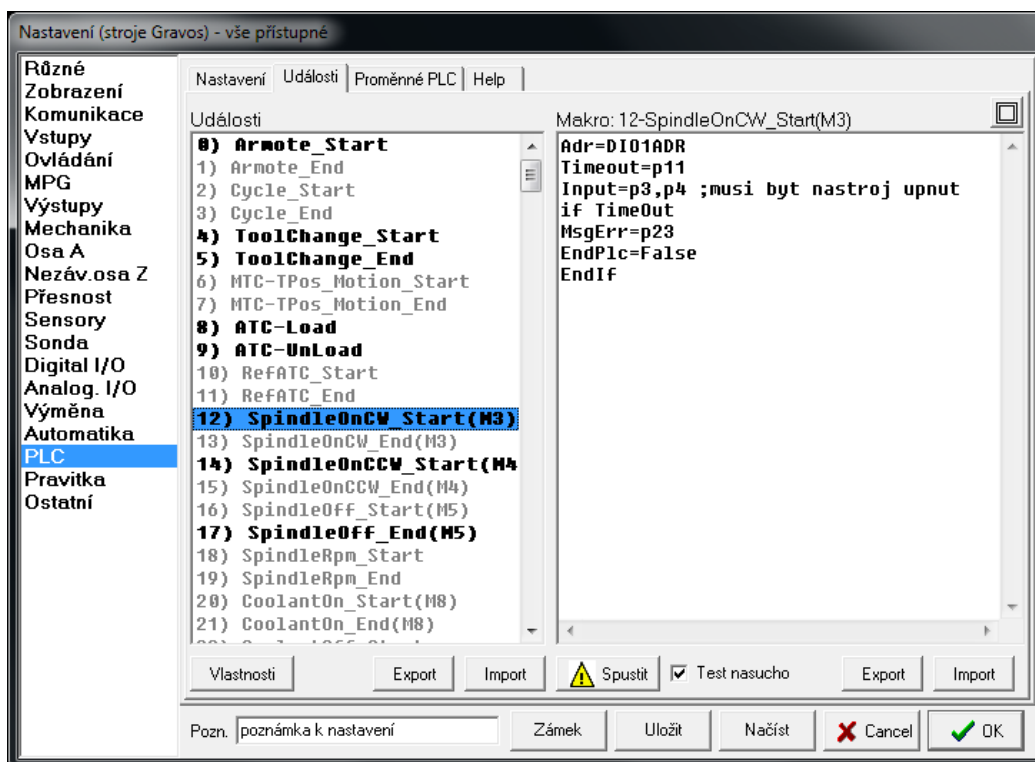 Nastavení (stroje Gravos) - vše přístupné
Různé
Zobrazení
Komunikace
Vstupy
Ovládání
MPG
Výstupy
Mechanika
Osa A
Nezáv.osa Z
Přesnost
Sensory
Sonda
Digital I/O
Analog. I/O
Výměna
Automatika
PLC
Pravitka
Ostatní
Nastavení Události Proměnné PLC Help
Události
0) Armote_Start
1) Armote_End
2) Cycle_Start
3) Cycle_End
4) ToolChange_Start
5) ToolChange_End
6) MTC-TPos_Motion_Start
7) MTC-TPos_Motion_End
8) ATC-Load
9) ATC-UnLoad
10) RefATC_Start
11) RefATC_End
12) SpindleOnCW_Start(M3)
13) SpindleOnCW_End(M3)
14) SpindleOnCCW_Start(M4
15) SpindleOnCCW_End(M4)
16) SpindleOff_Start(M5)
17) SpindleOff_End(M5)
18) SpindleRpm_Start
19) SpindleRpm_End
20) CoolantOn_Start(M8)
21) CoolantOn_End(M8)
Makro: 12-SpindleOnCW_Start(M3)
Adr=DIO1ADR
Timeout=p11
Input=p3,p4 ;musi byt nastroj upnut
if TimeOut
MsgErr=p23
EndPlc=False
EndIf
Vlastnosti Export Import Spustit Test nasucho Export Import
Pozn. poznámka k nastavení Zámek Uložit Načíst Cancel OK